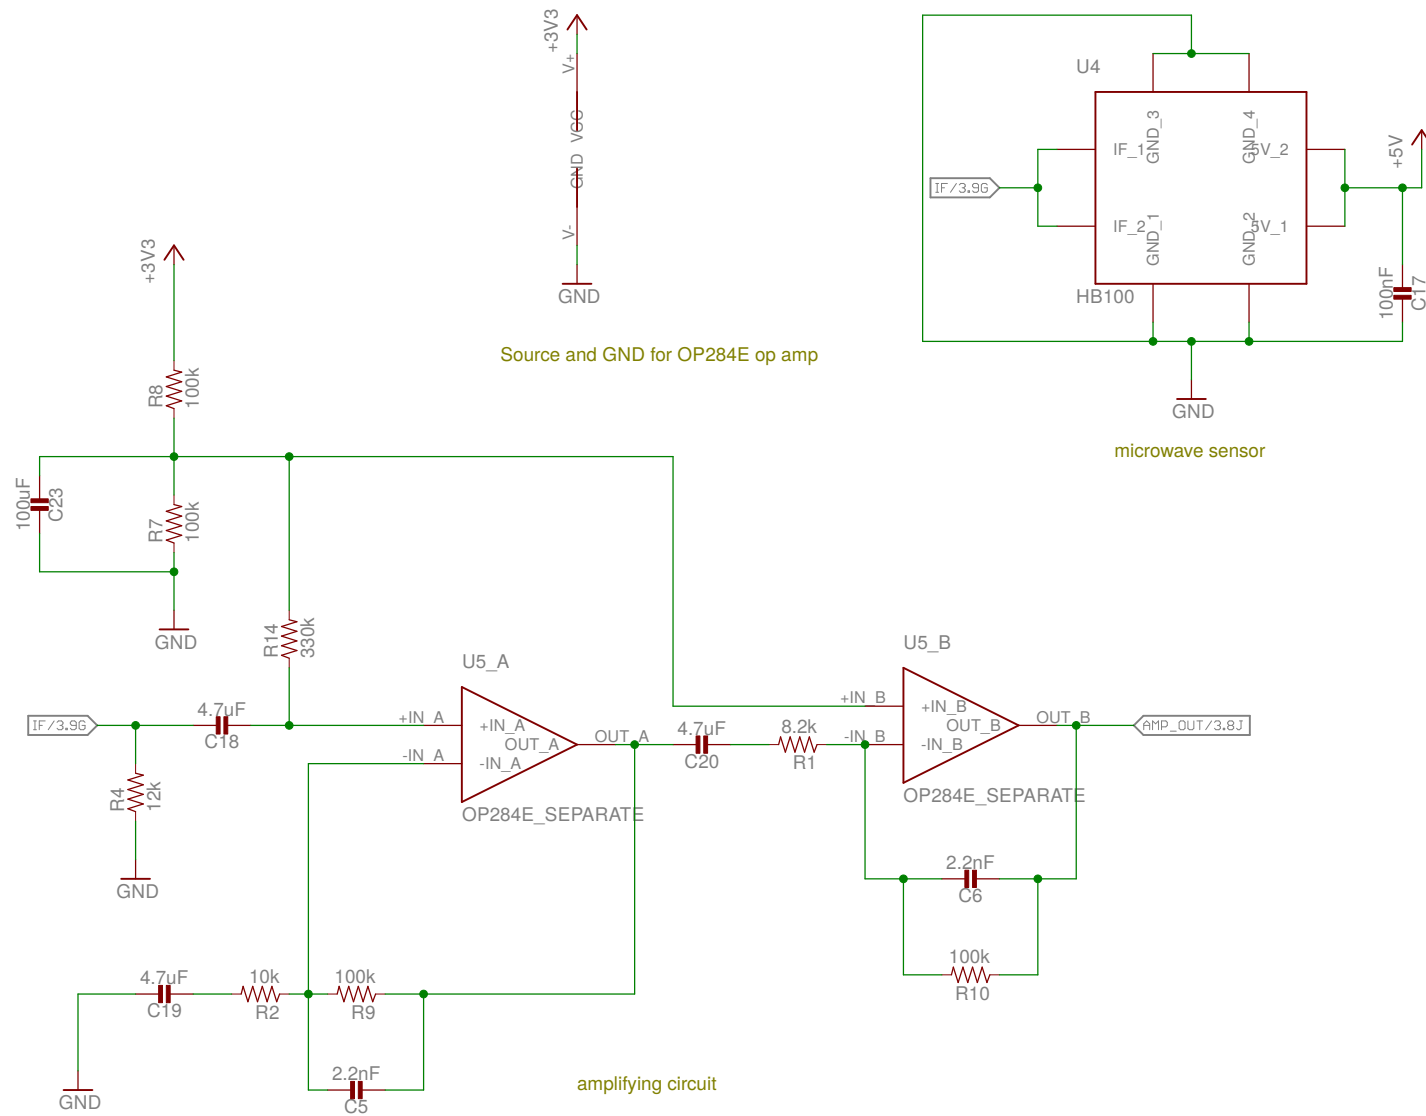 +3V3
V+
VCC
GND
V-
GND
Source and GND for OP284E op amp
U4
GND_3
GND_4
IF_1
5V_2
IF_2
5V_1
GND_1
GND_2
HB100
IF/3.9G
+5V
100nF
C17
GND
microwave sensor
+3V3
R8
100k
100uF
C23
R7
100k
GND
R14
330k
IF/3.9G
4.7uF
C18
R4
12k
GND
U5_A
+IN_A
+IN_A
OUT_A
OUT_A
-IN_A
-IN_A
OP284E_SEPARATE
4.7uF
C20
8.2k
R1
U5_B
+IN_B
+IN_B
OUT_B
OUT_B
-IN_B
-IN_B
OP284E_SEPARATE
AMP_OUT/3.8J
2.2nF
C6
100k
R10
4.7uF
C19
10k
R2
100k
R9
2.2nF
C5
GND
amplifying circuit